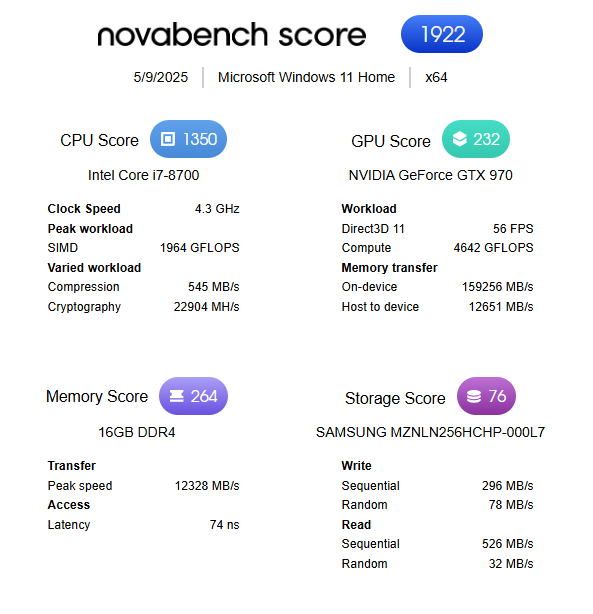 novabench score 1922
5/9/2025 | Microsoft Windows 11 Home | x64
CPU Score 1350
Intel Core i7-8700
Clock Speed 4.3 GHz
Peak workload
SIMD 1964 GFLOPS
Varied workload
Compression 545 MB/s
Cryptography 22904 MH/s
GPU Score 232
NVIDIA GeForce GTX 970
Workload
Direct3D 11 56 FPS
Compute 4642 GFLOPS
Memory transfer
On-device 159256 MB/s
Host to device 12651 MB/s
Memory Score 264
16GB DDR4
Transfer
Peak speed 12328 MB/s
Access
Latency 74 ns
Storage Score 76
SAMSUNG MZNLN256HCHP-000L7
Write
Sequential 296 MB/s
Random 78 MB/s
Read
Sequential 526 MB/s
Random 32 MB/s